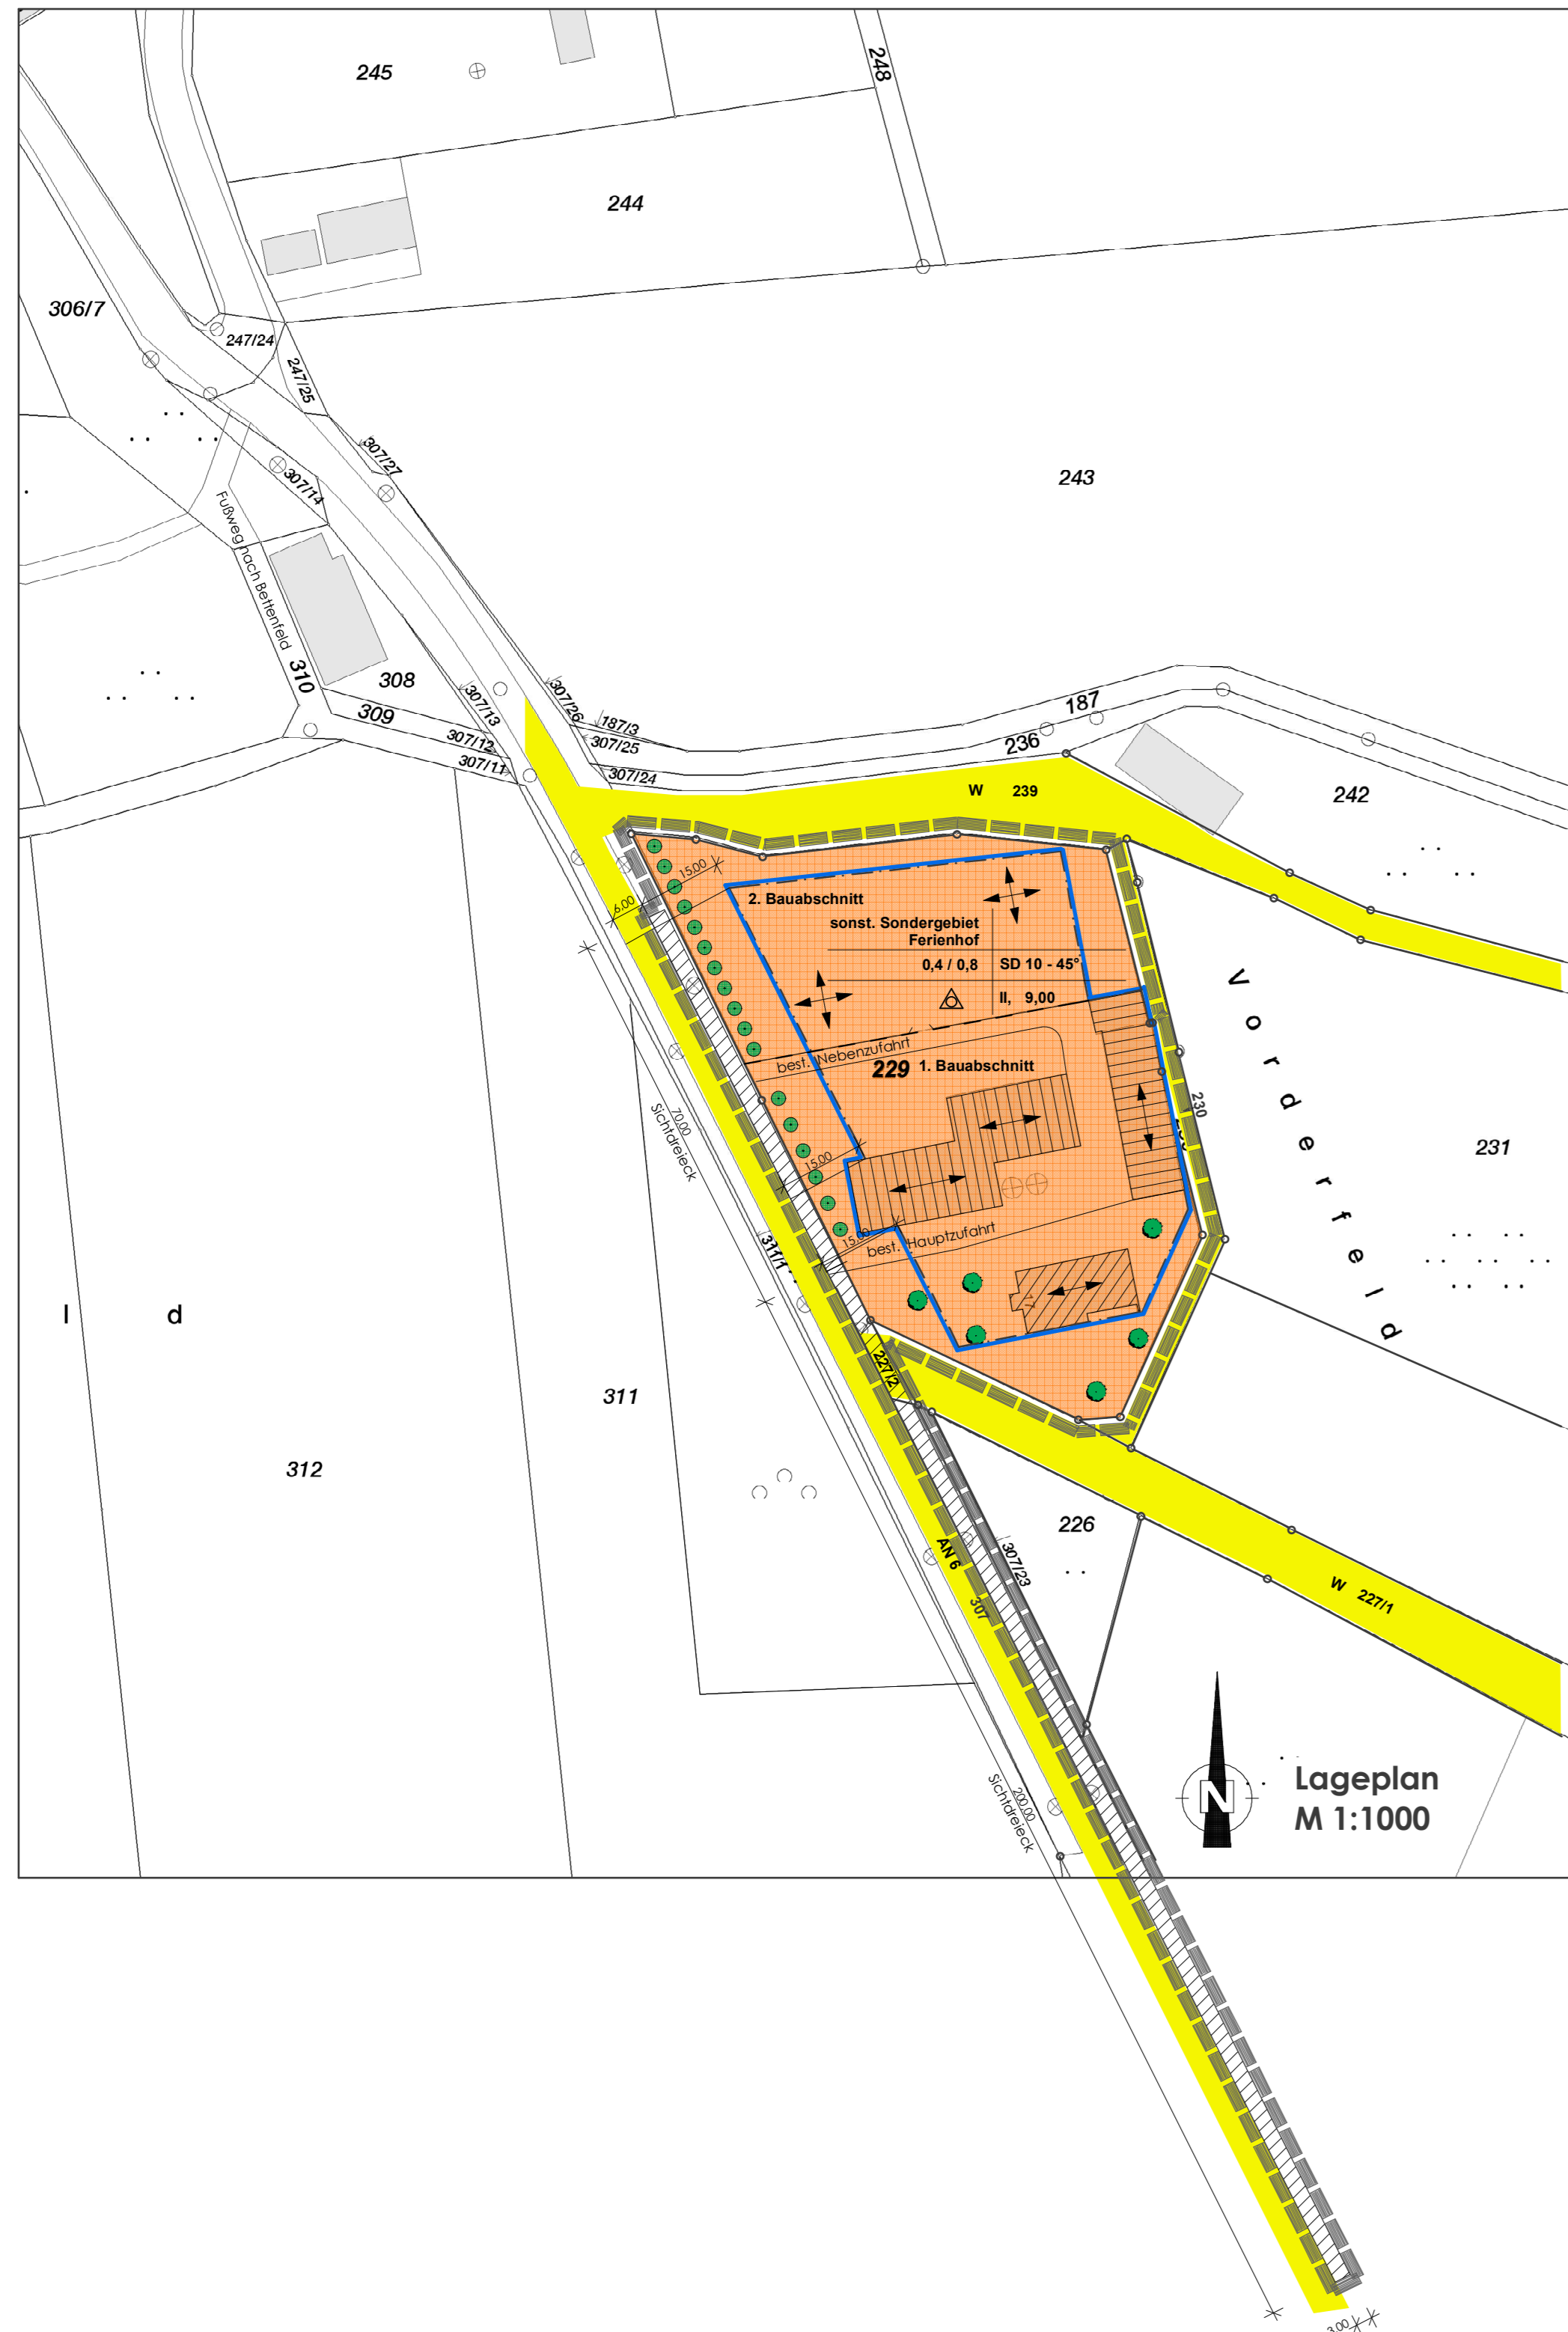 245
248
244
306/7
247/24
247/25
307/27
307/14
243
Fußweg nach Bettenfeld
310
308
309
307/13
307/12
307/11
307/26
187/3
307/25
307/24
187
236
W 239
242
15.00
6.00
2. Bauabschnitt
sonst. Sondergebiet
Ferienhof
0,4 / 0,8
SD 10 - 45°
II, 9,00
best. Nebenzufahrt
229
1. Bauabschnitt
Vorderfeld
230
231
70.00
Sichtdreieck
15.00
15.00
best. Hauptzufahrt
17
311/1
l d
227/2
311
312
226
AN 6
307
307/23
W 227/1
200.00
Sichtdreieck
N
Lageplan
M 1:1000
3.00